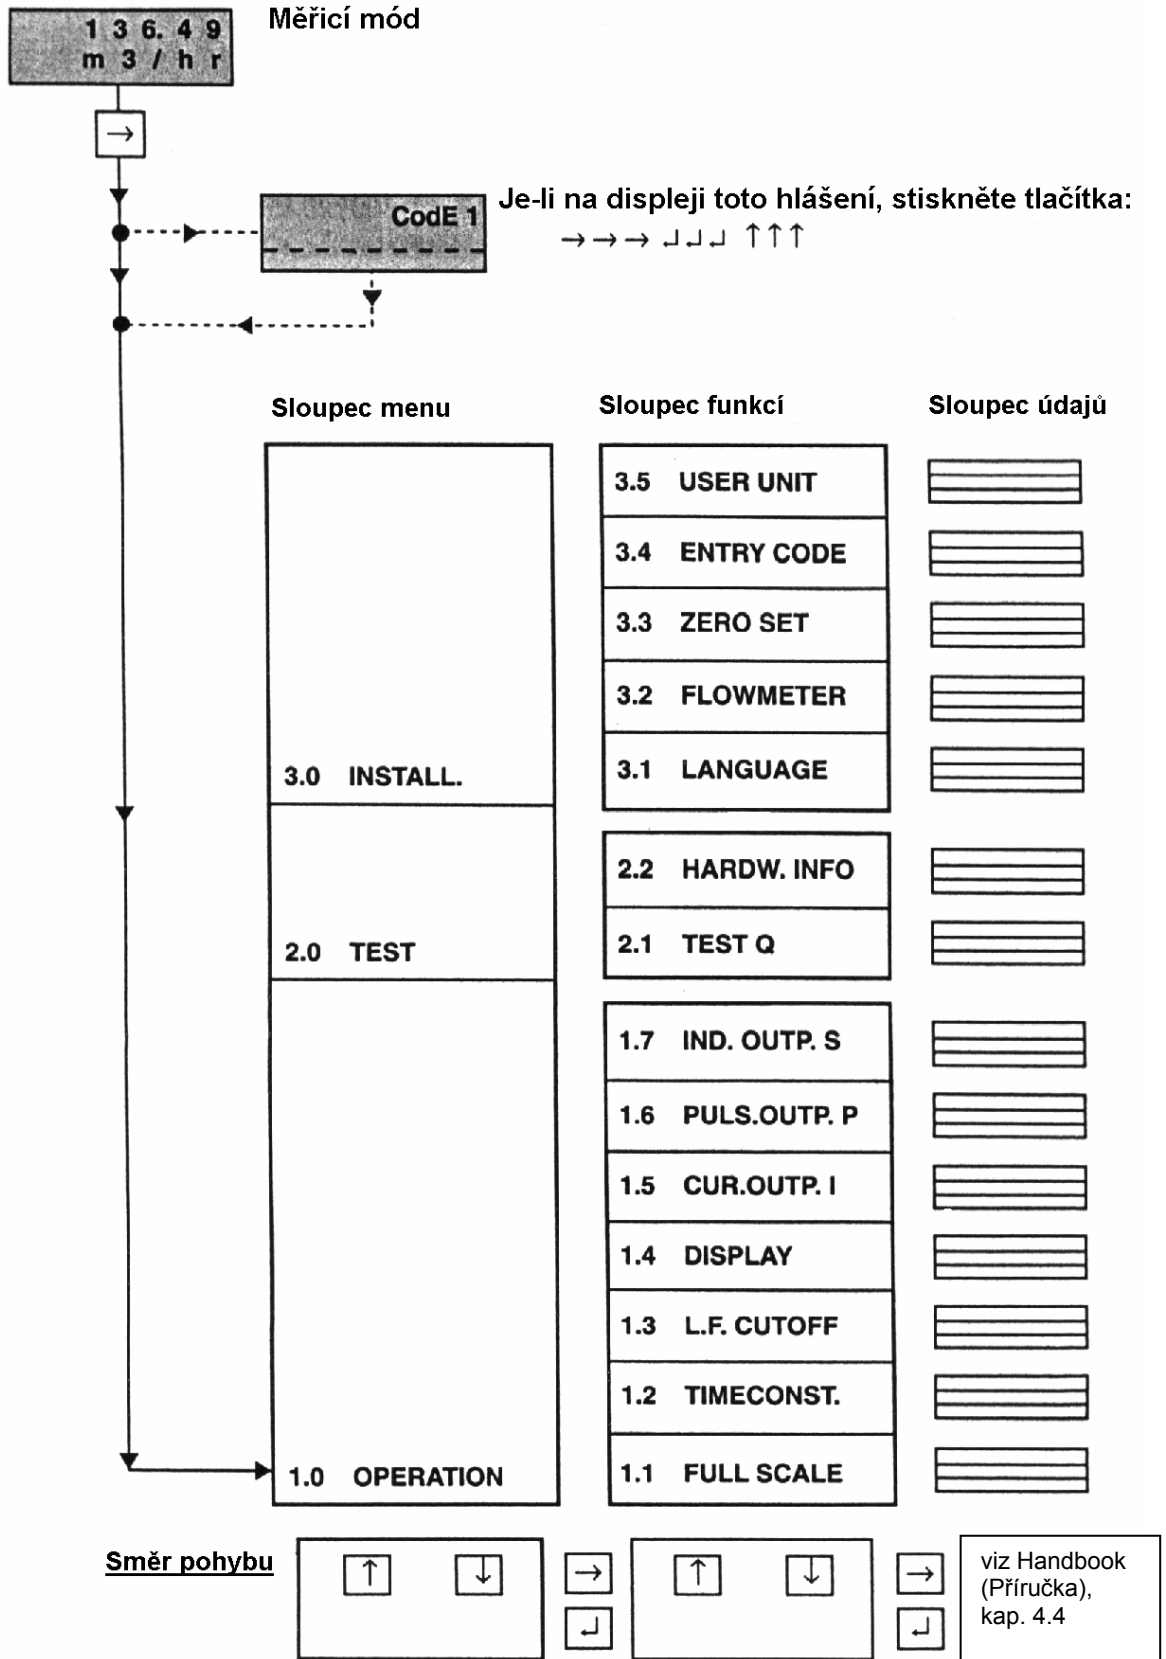 1 3 6. 4 9
m 3 / h r
Měřicí mód
→
CodE 1
Je-li na displeji toto hlášení, stiskněte tlačítka:
→→→ ↲↲↲ ↑↑↑
Sloupec menu
Sloupec funkcí
Sloupec údajů
3.5 USER UNIT
3.4 ENTRY CODE
3.3 ZERO SET
3.2 FLOWMETER
3.0 INSTALL.
3.1 LANGUAGE
2.2 HARDW. INFO
2.0 TEST
2.1 TEST Q
1.7 IND. OUTP. S
1.6 PULS.OUTP. P
1.5 CUR.OUTP. I
1.4 DISPLAY
1.3 L.F. CUTOFF
1.2 TIMECONST.
1.0 OPERATION
1.1 FULL SCALE
Směr pohybu
↑ ↓ → ↑ ↓ →
↲ ↲
viz Handbook
(Příručka),
kap. 4.4